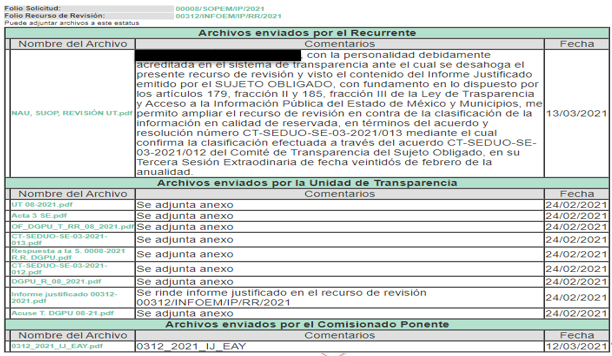 Folio Solicitud: 00008/SOPEM/IP/2021
Folio Recurso de Revisión: 00312/INFOEM/IP/RR/2021
Puede adjuntar archivos a este estatus
Archivos enviados por el Recurrente
Nombre del Archivo Comentarios Fecha
NAU, SUOP, REVISIÓN UT.pdf
, con la personalidad debidamente
acreditada en el sistema de transparencia ante el cual se desahoga el
presente recurso de revisión y visto el contenido del Informe Justificado
emitido por el SUJETO OBLIGADO, con fundamento en lo dispuesto por
los artículos 179, fracción II y 185, fracción III de la Ley de Trasparencia
y Acceso a la Información Pública del Estado de México y Municipios, me
permito ampliar el recurso de revisión en contra de la clasificación de la
información en calidad de reservada, en términos del acuerdo y
resolución número CT-SEDUO-SE-03-2021/013 mediante el cual
confirma la clasificación efectuada a través del acuerdo CT-SEDUO-SE-
03-2021/012 del Comité de Transparencia del Sujeto Obligado, en su
Tercera Sesión Extraodinaria de fecha veintidós de febrero de la
anualidad.
13/03/2021
Archivos enviados por la Unidad de Transparencia
Nombre del Archivo Comentarios Fecha
UT 08-2021.pdf Se adjunta anexo 24/02/2021
Acta 3 SE.pdf Se adjunta anexo 24/02/2021
OF_DGPU_T_RR_08_2021.pdf Se adjunta anexo 24/02/2021
CT-SEDUO-SE-03-2021-
013.pdf Se adjunta anexo 24/02/2021
Respuesta a la S. 0008-2021
R.R. DGPU.pdf Se adjunta anexo 24/02/2021
CT-SEDUO-SE-03-2021-
012.pdf Se adjunta anexo 24/02/2021
DGPU_R_08_2021.pdf Se adjunta anexo 24/02/2021
Informe justificado 00312-
2021.pdf Se rinde informe justificado en el recurso de revisión
00312/INFOEM/IP/RR/2021 24/02/2021
Acuse T. DGPU 08-21.pdf Se adjunta anexo 24/02/2021
Archivos enviados por el Comisionado Ponente
Nombre del Archivo Comentarios Fecha
0312_2021_IJ_EAY.pdf 0312_2021_IJ_EAY 12/03/2021